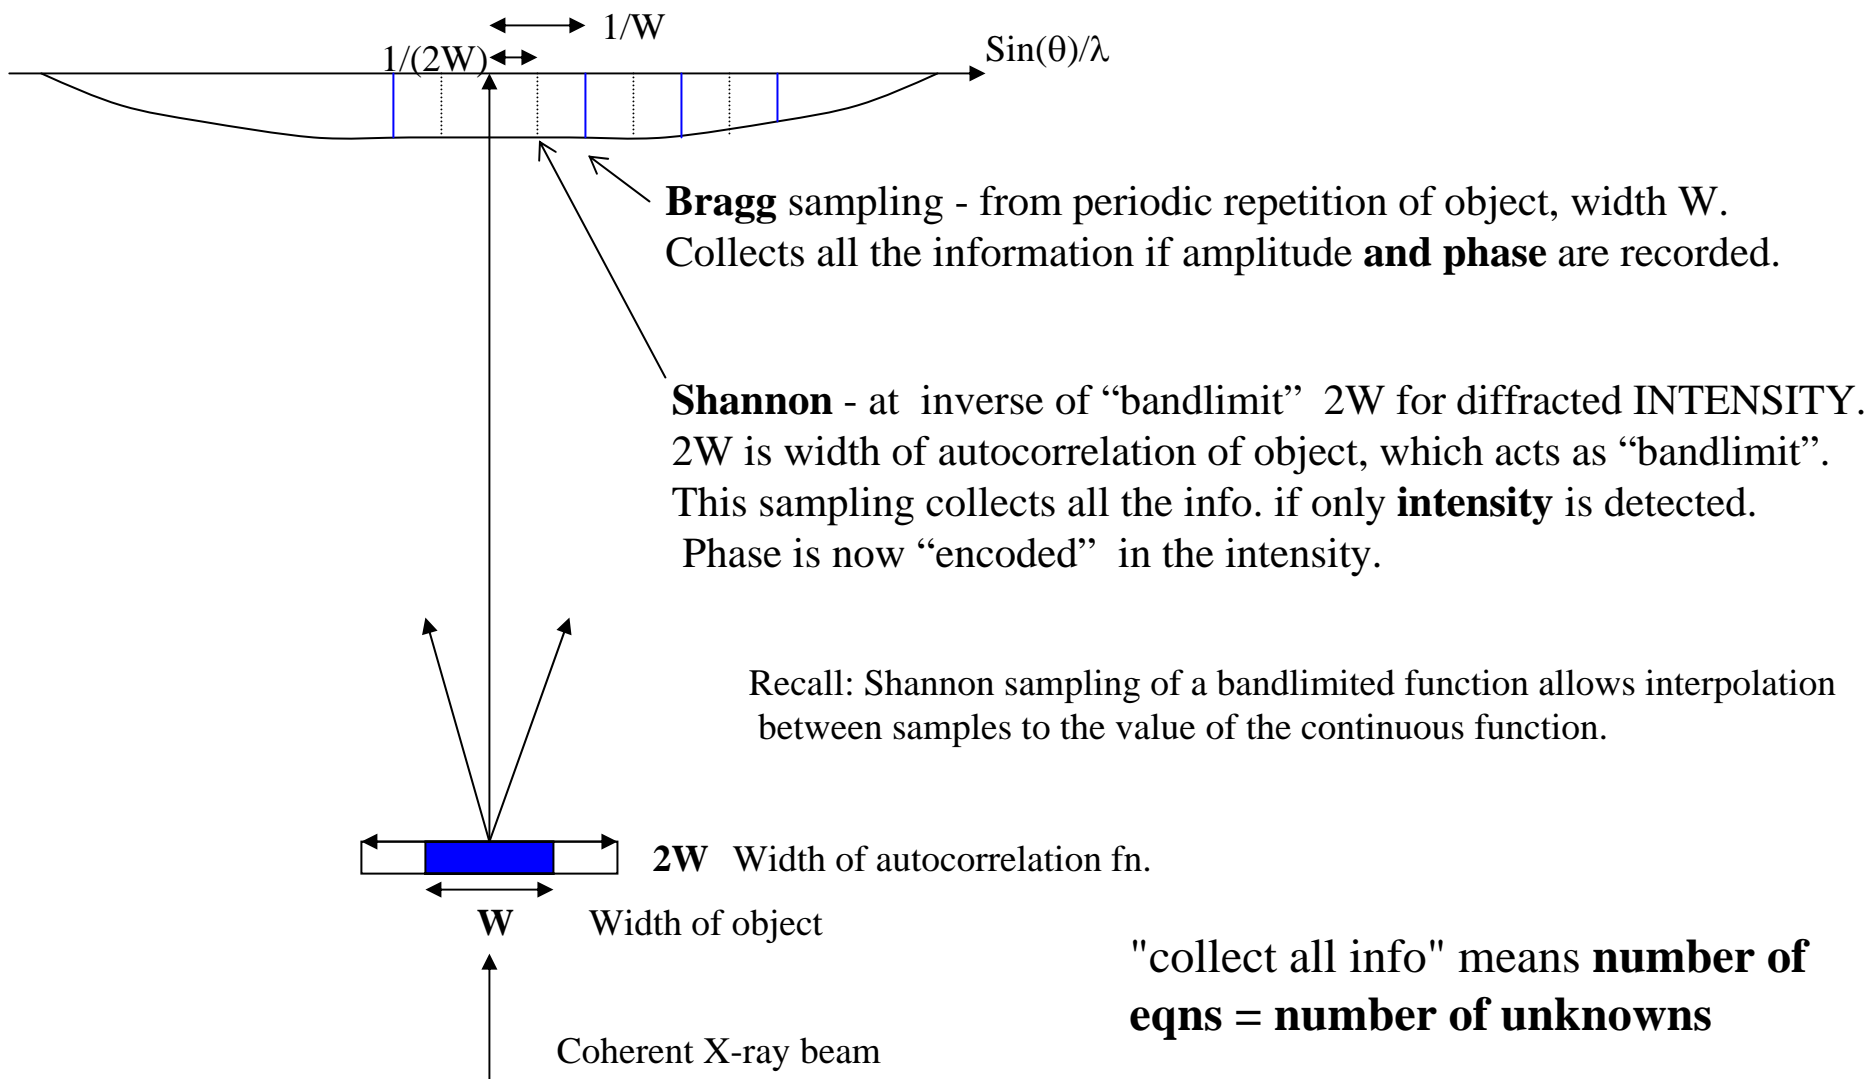 1/W
1/(2W)
Sin(θ)/λ
Bragg sampling - from periodic repetition of object, width W.
Collects all the information if amplitude and phase are recorded.
Shannon - at inverse of “bandlimit” 2W for diffracted INTENSITY.
2W is width of autocorrelation of object, which acts as “bandlimit”.
This sampling collects all the info. if only intensity is detected.
Phase is now “encoded” in the intensity.
Recall: Shannon sampling of a bandlimited function allows interpolation
between samples to the value of the continuous function.
2W Width of autocorrelation fn.
W Width of object
"collect all info" means number of
eqns = number of unknowns
Coherent X-ray beam